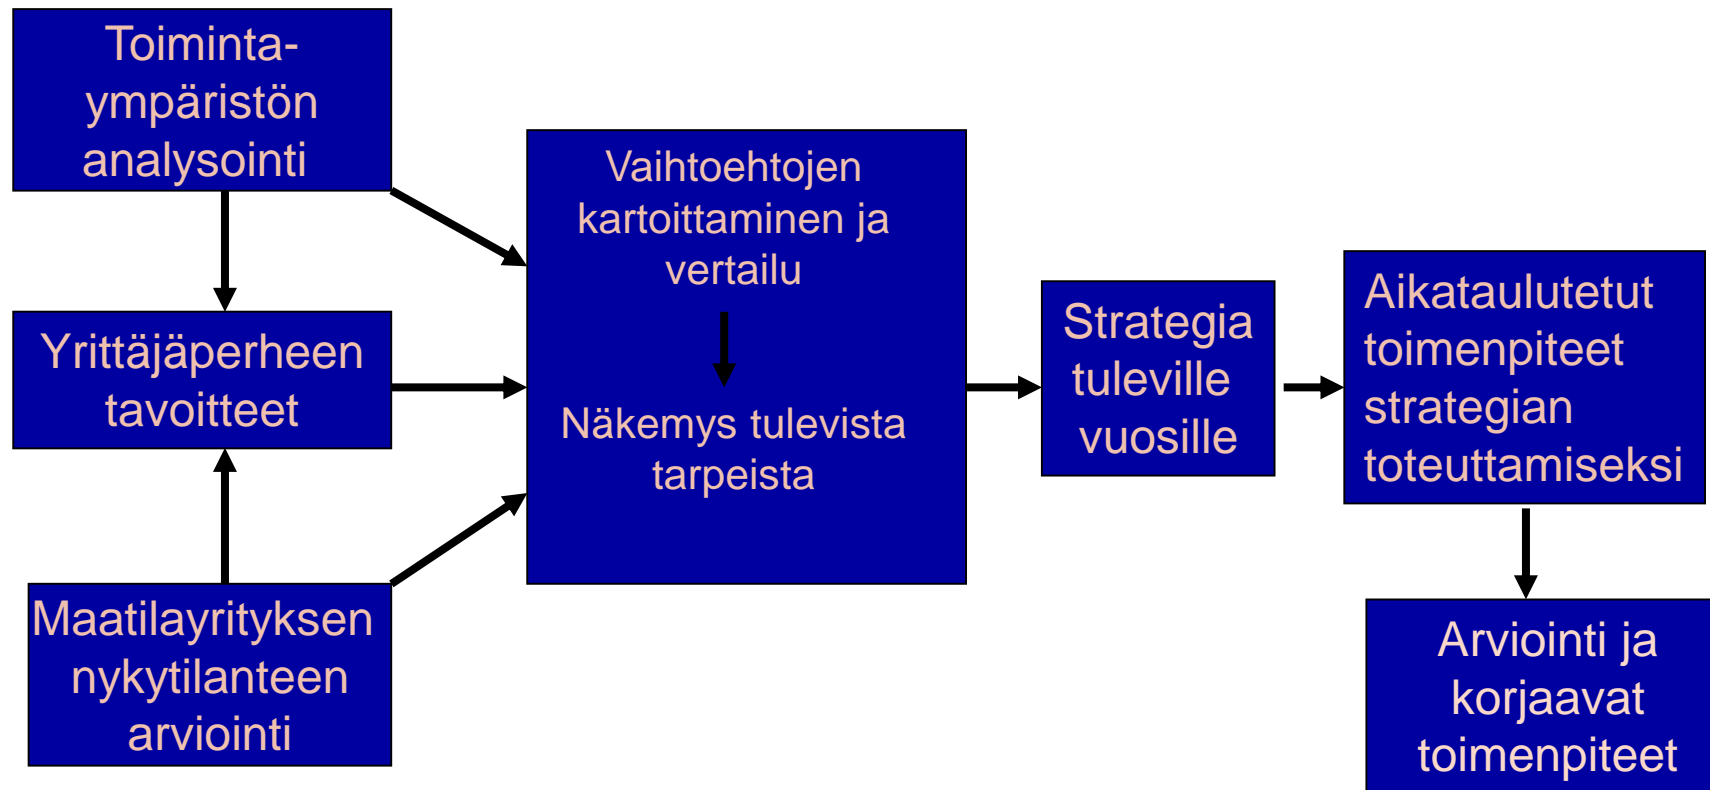 Toiminta-
ympäristön
analysointi
Yrittäjäperheen
tavoitteet
Maatilayrityksen
nykytilanteen
arviointi
Vaihtoehtojen
kartoittaminen ja
vertailu
Näkemys tulevista
tarpeista
Strategia
tuleville
vuosille
Aikataulutetut
toimenpiteet
strategian
toteuttamiseksi
Arviointi ja
korjaavat
toimenpiteet